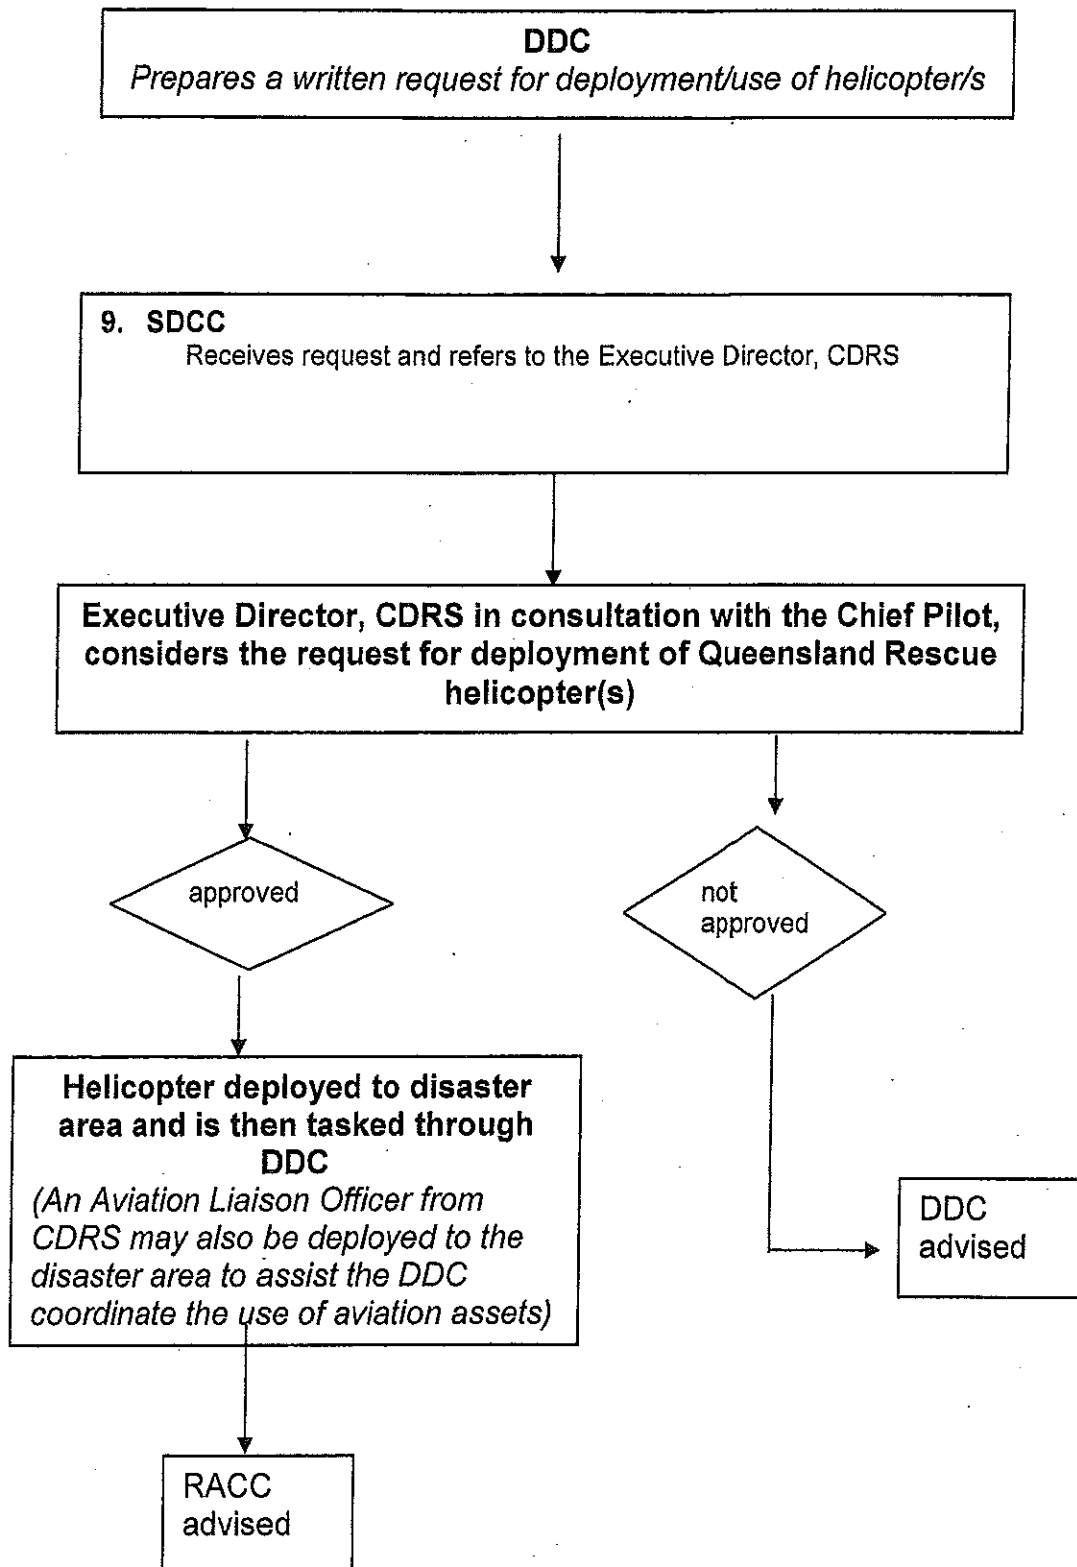 DDC
Prepares a written request for deployment/use of helicopter/s
9. SDCC
Receives request and refers to the Executive Director, CDRS
Executive Director, CDRS in consultation with the Chief Pilot,
considers the request for deployment of Queensland Rescue
helicopter(s)
approved
not
approved
Helicopter deployed to disaster
area and is then tasked through
DDC
(An Aviation Liaison Officer from
CDRS may also be deployed to the
disaster area to assist the DDC
coordinate the use of aviation assets)
DDC
advised
RACC
advised